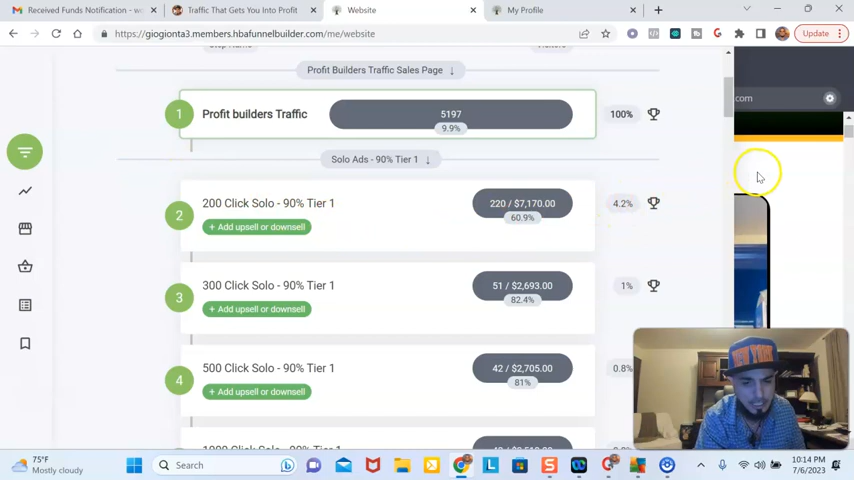 Received Funds Notification - wo
Traffic That Gets You Into Profit
Website
My Profile
https://giogionta3.members.hbafunnelbuilder.com/me/website
Update
Profit Builders Traffic Sales Page ↓
com
1
Profit builders Traffic
5197
9.9%
100%
Solo Ads - 90% Tier 1 ↓
2
200 Click Solo - 90% Tier 1
+ Add upsell or downsell
220 / $7,170.00
60.9%
4.2%
3
300 Click Solo - 90% Tier 1
+ Add upsell or downsell
51 / $2,693.00
82.4%
1%
4
500 Click Solo - 90% Tier 1
+ Add upsell or downsell
42 / $2,705.00
81%
0.8%
NEW YORK
75°F
Mostly cloudy
Search
10:14 PM
7/6/2023